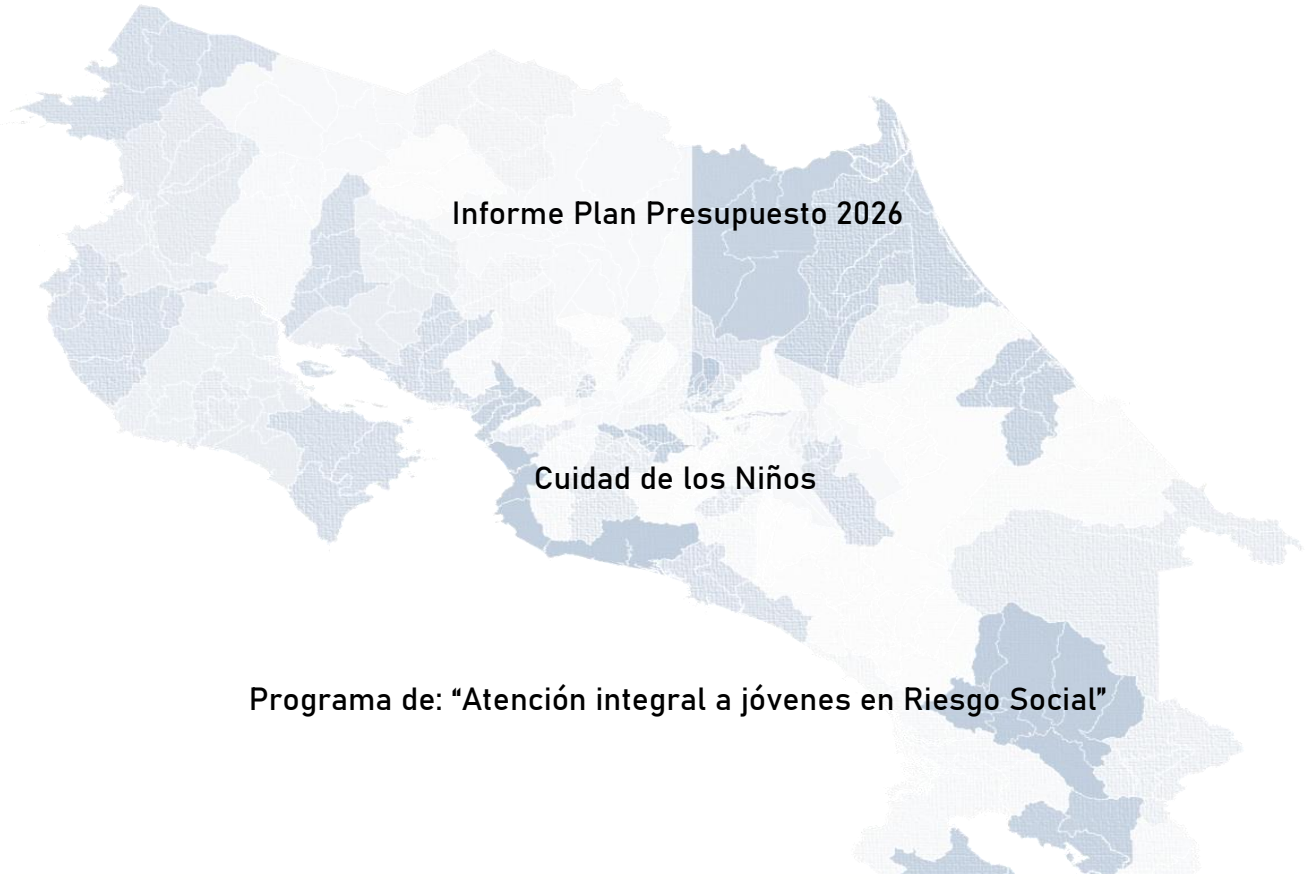 Informe Plan Presupuesto 2026
Cuidad de los Niños
Programa de: “Atención integral a jóvenes en Riesgo Social”